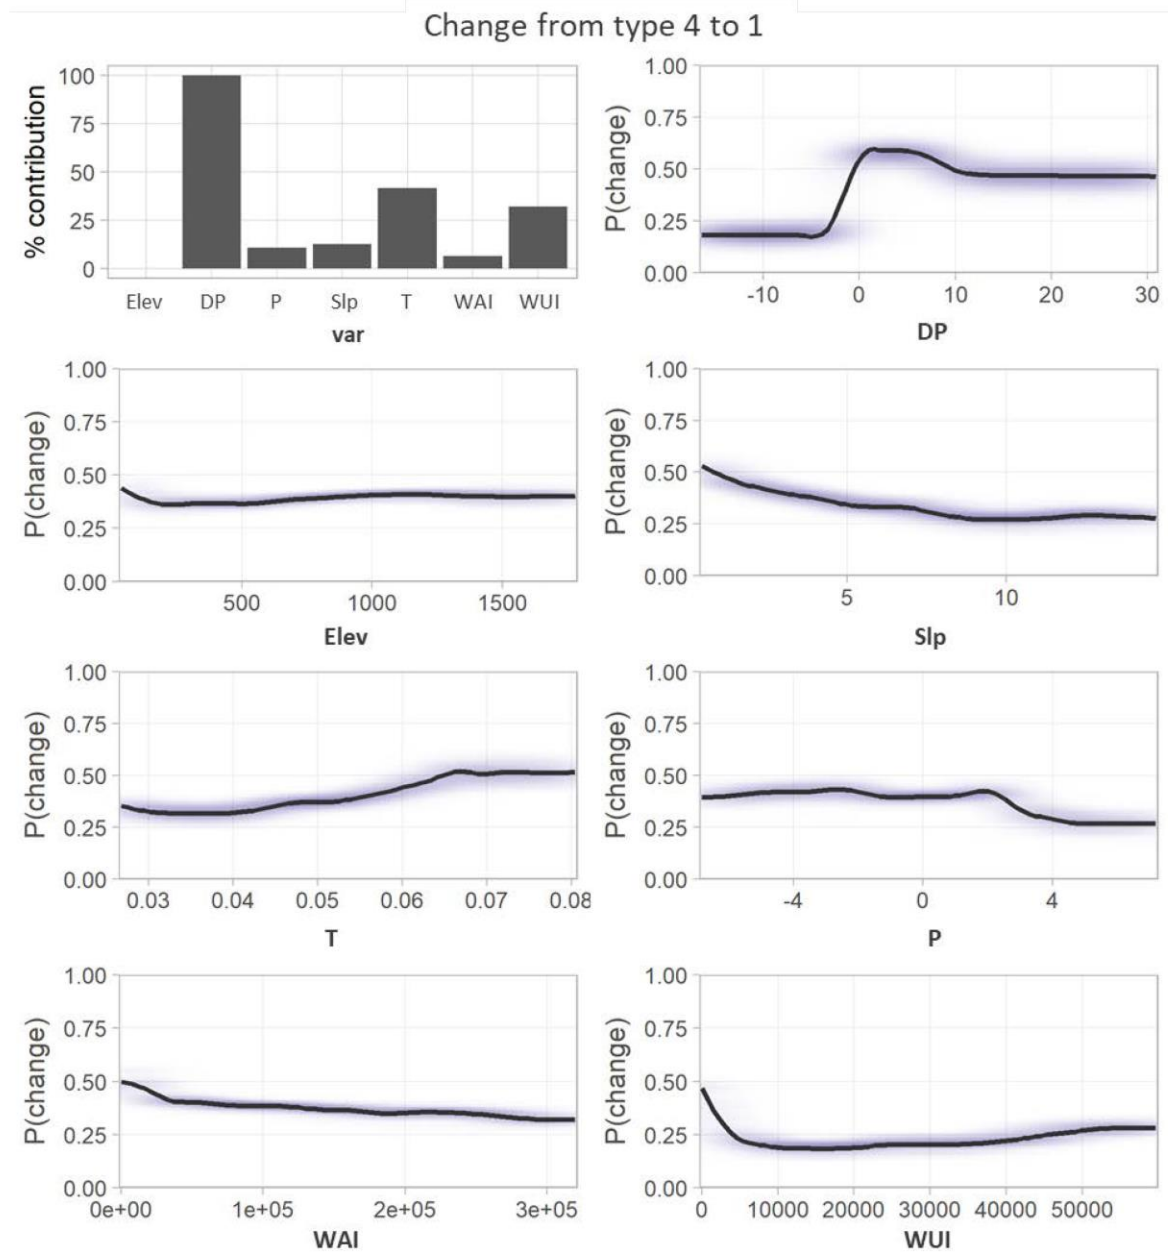 Change from type 4 to 1
% contribution
100
75
50
25
0
Elev DP P Slp T WAI WUI
var
P(change)
1.00
0.75
0.50
0.25
0.00
-10 0 10 20 30
DP
P(change)
1.00
0.75
0.50
0.25
0.00
500 1000 1500
Elev
P(change)
1.00
0.75
0.50
0.25
0.00
5 10
Slp
P(change)
1.00
0.75
0.50
0.25
0.00
0.03 0.04 0.05 0.06 0.07 0.08
T
P(change)
1.00
0.75
0.50
0.25
0.00
-4 0 4
P
P(change)
1.00
0.75
0.50
0.25
0.00
0e+00 1e+05 2e+05 3e+05
WAI
P(change)
1.00
0.75
0.50
0.25
0.00
0 10000 20000 30000 40000 50000
WUI